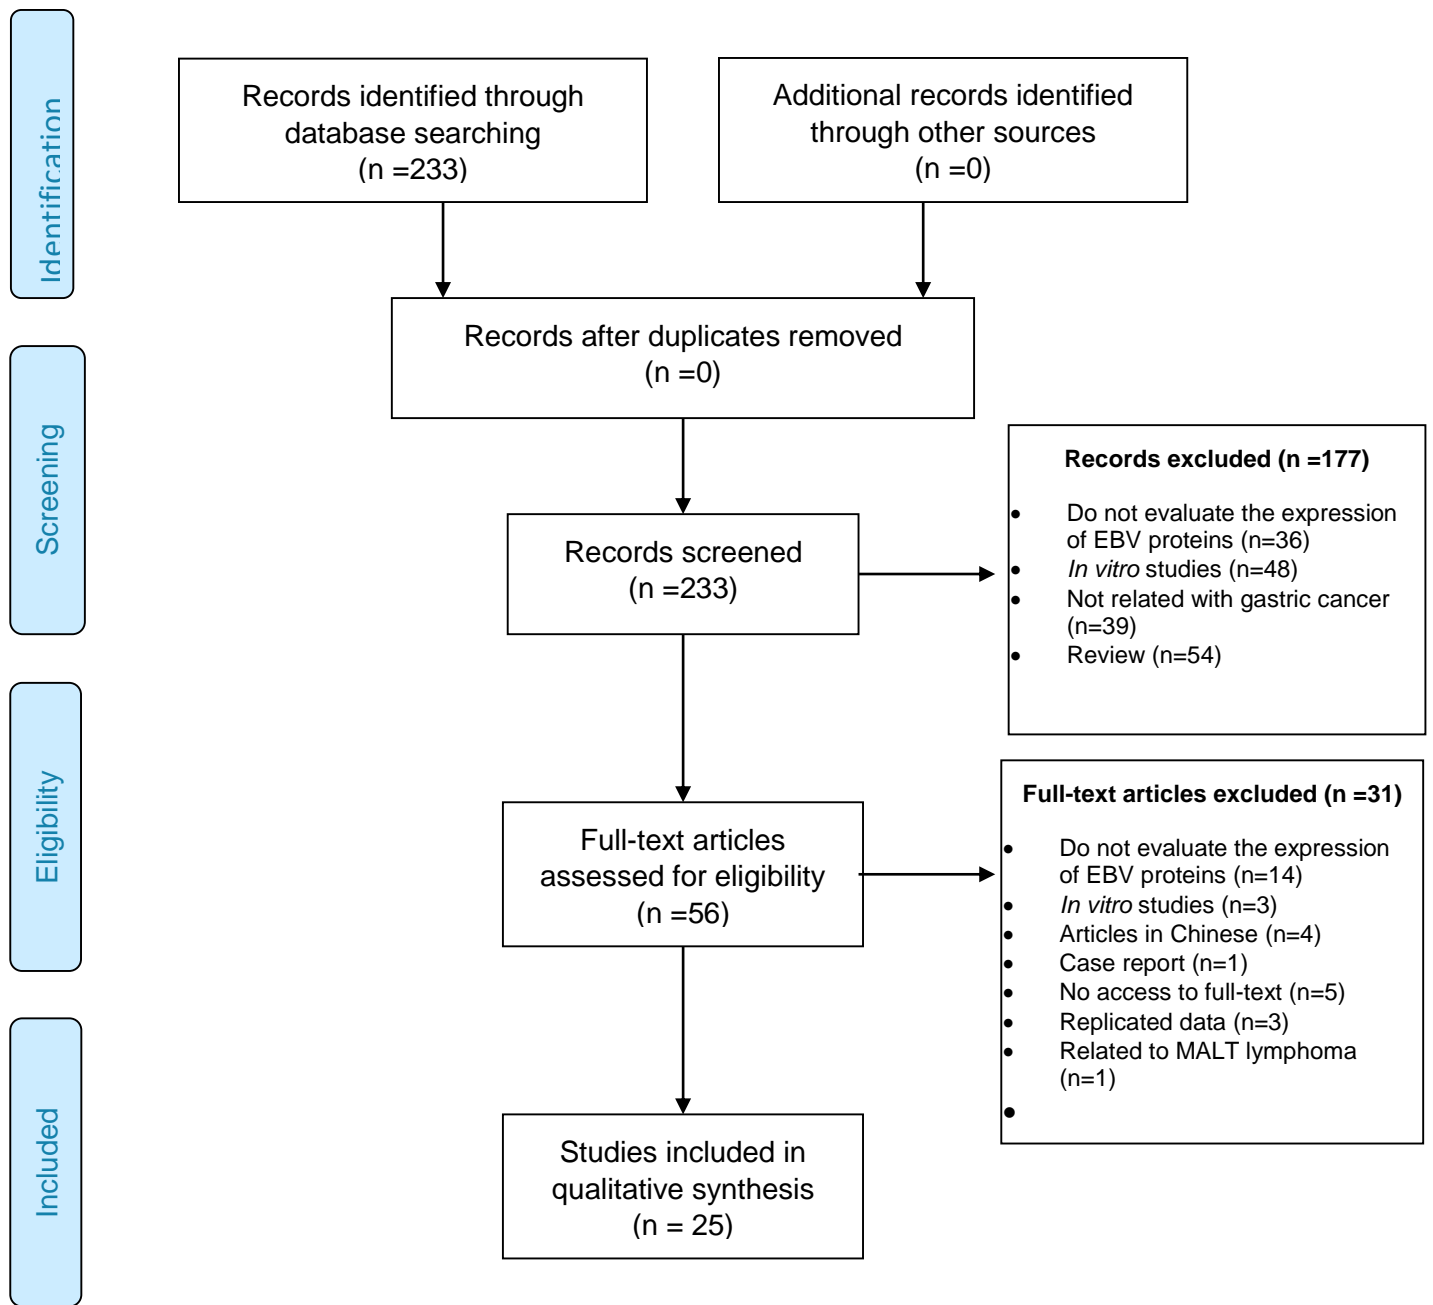 Identification
Records identified through
database searching
(n =233)
Additional records identified
through other sources
(n =0)
Records after duplicates removed
(n =0)
Screening
Records screened
(n =233)
Records excluded (n =177)
• Do not evaluate the expression
of EBV proteins (n=36)
• In vitro studies (n=48)
• Not related with gastric cancer
(n=39)
• Review (n=54)
Eligibility
Full-text articles
assessed for eligibility
(n =56)
Full-text articles excluded (n =31)
• Do not evaluate the expression
of EBV proteins (n=14)
• In vitro studies (n=3)
• Articles in Chinese (n=4)
• Case report (n=1)
• No access to full-text (n=5)
• Replicated data (n=3)
• Related to MALT lymphoma
(n=1)
•
Included
Studies included in
qualitative synthesis
(n = 25)